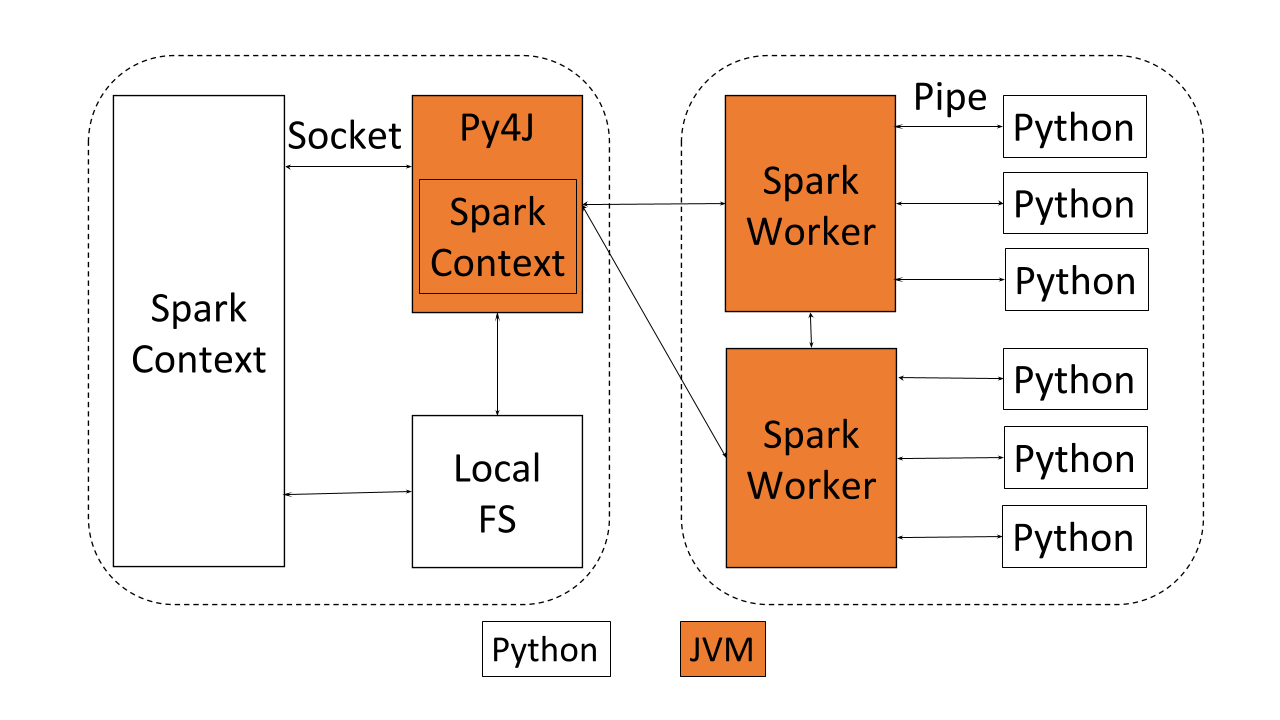 Spark
Context
Socket
Py4J
Spark
Context
Local
FS
Spark
Worker
Pipe
Python
Python
Python
Spark
Worker
Python
Python
Python
Python
JVM